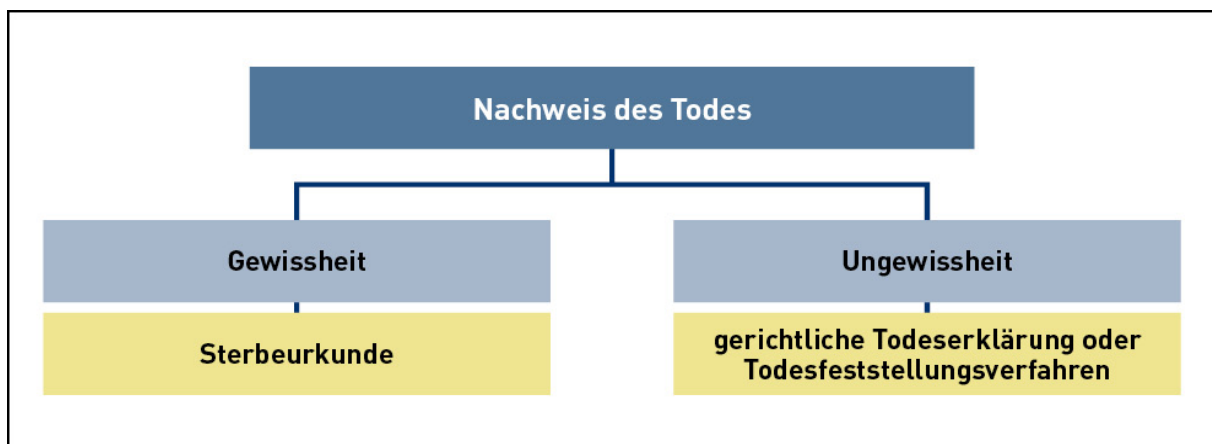 Nachweis des Todes
Gewissheit
Ungewissheit
Sterbeurkunde
gerichtliche Todeserklärung oder
Todesfeststellungsverfahren